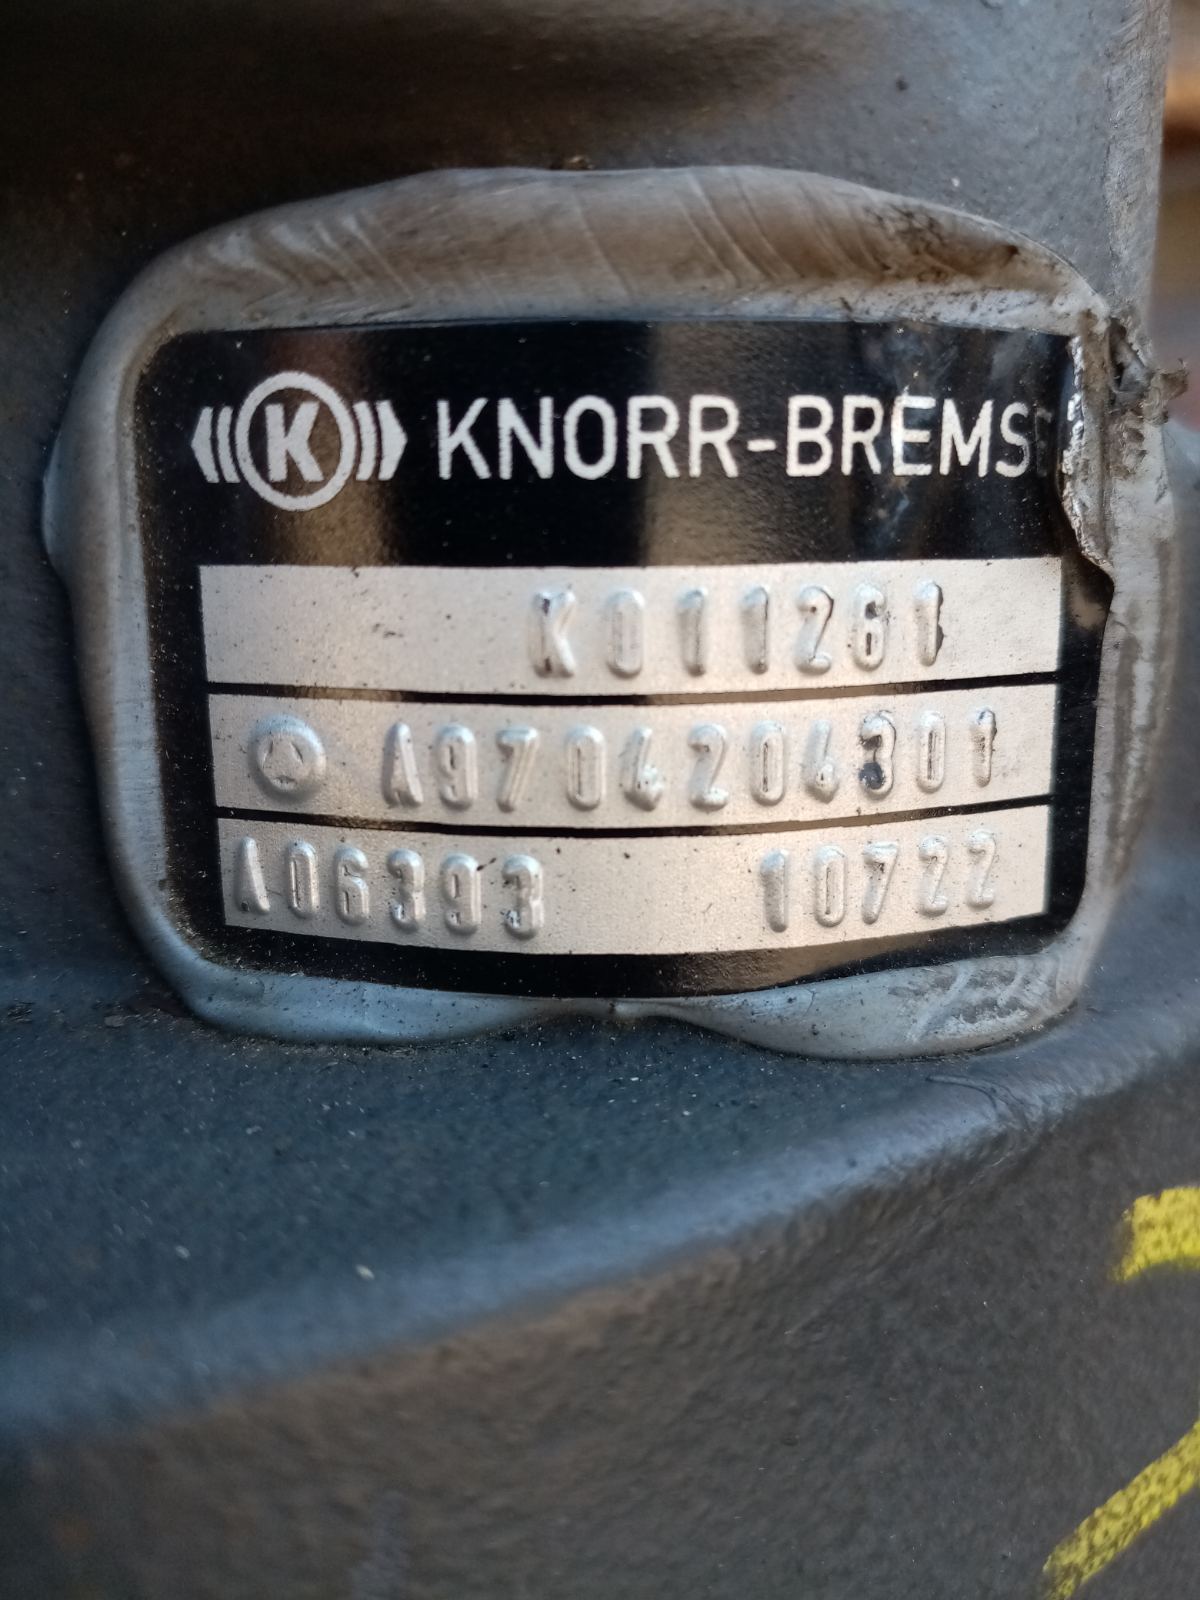 K KNORR-BREMSE
K011261
A9704204301
A06393 10722